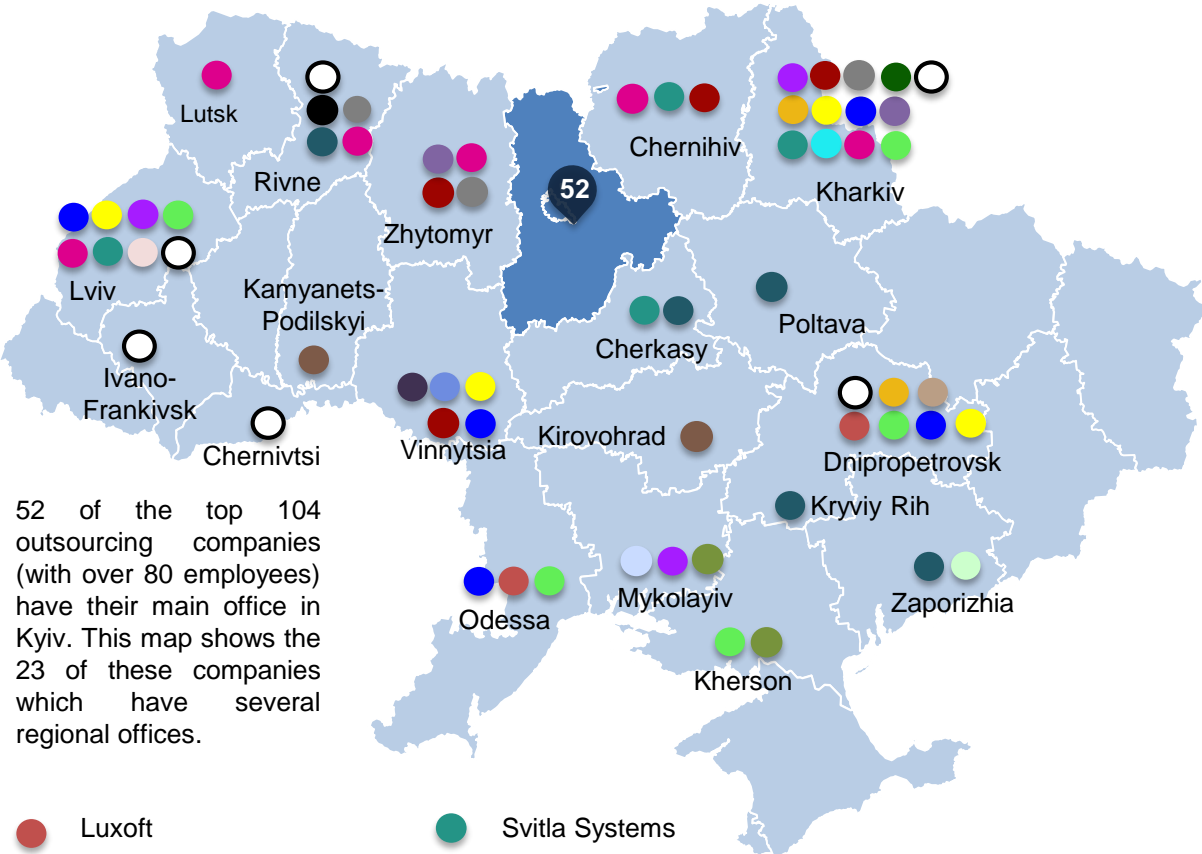 Lutsk
Rivne
Zhytomyr
52
Chernihiv
Kharkiv
Lviv
Kamyanets-
Podilskyi
Ivano-
Frankivsk
Chernivtsi
Vinnytsia
Cherkasy
Poltava
Kirovohrad
Dnipropetrovsk
Kryviy Rih
Odessa
Mykolayiv
Zaporizhia
Kherson
52 of the top 104
outsourcing companies
(with over 80 employees)
have their main office in
Kyiv. This map shows the
23 of these companies
which have several
regional offices.
Luxoft
Svitla Systems